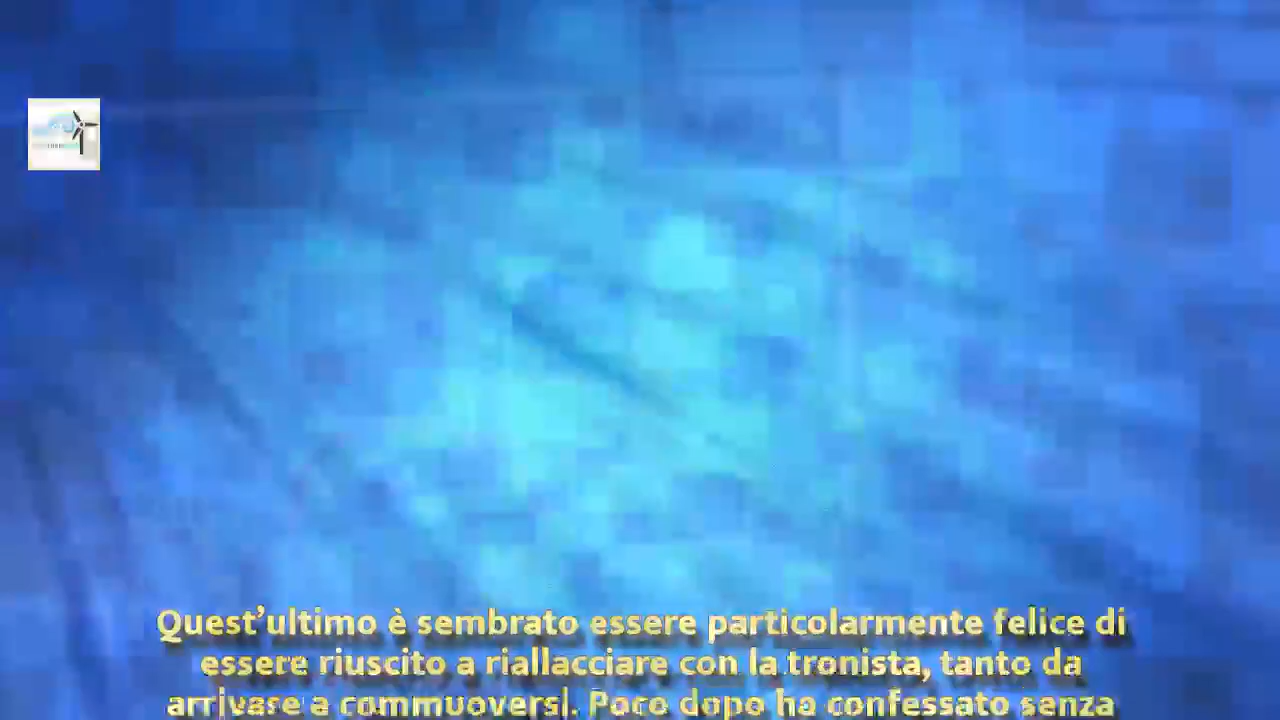 Quest’ultimo è sembrato essere particolarmente felice di
essere riuscito a riallacciare con la tronista, tanto da
arrivare a commuoversi. Poco dopo ha confessato senza